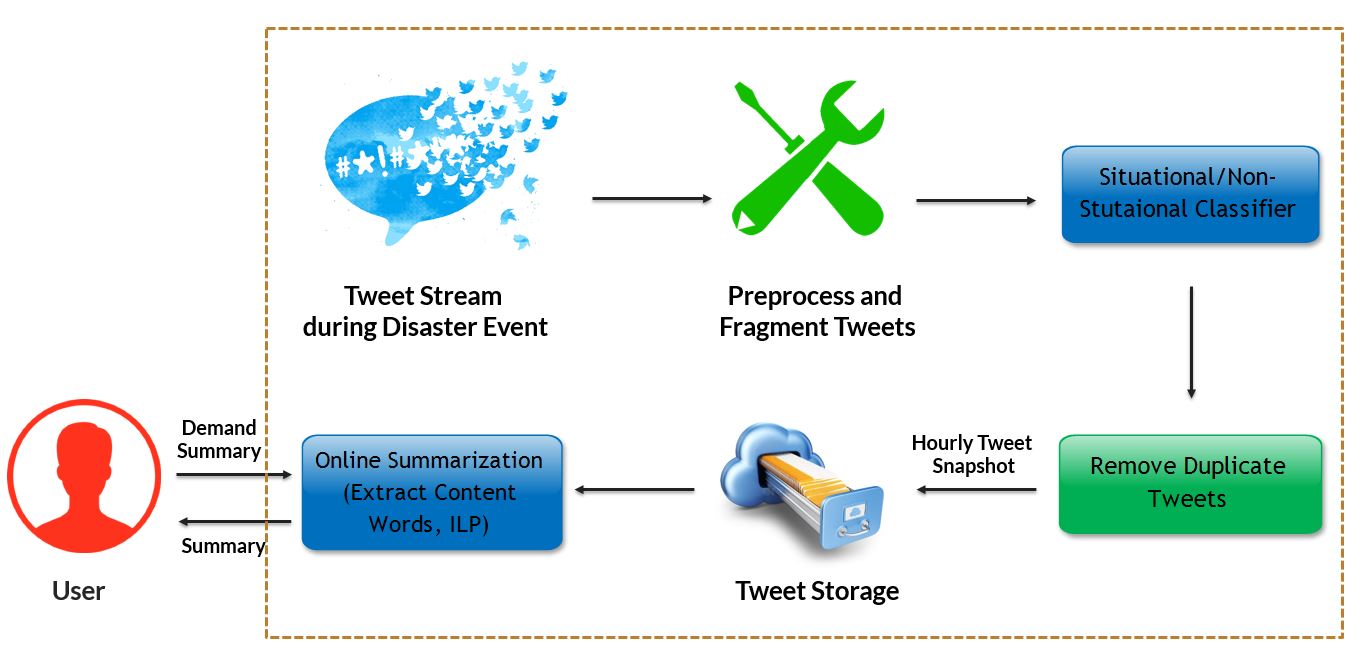 #*!#*
Situational/Non-
Stutaional Classifier
Tweet Stream
during Disaster Event
Preprocess and
Fragment Tweets
Demand
Summary
Online Summarization
(Extract Content
Words, ILP)
Hourly Tweet
Snapshot
Remove Duplicate
Tweets
Summary
User
Tweet Storage